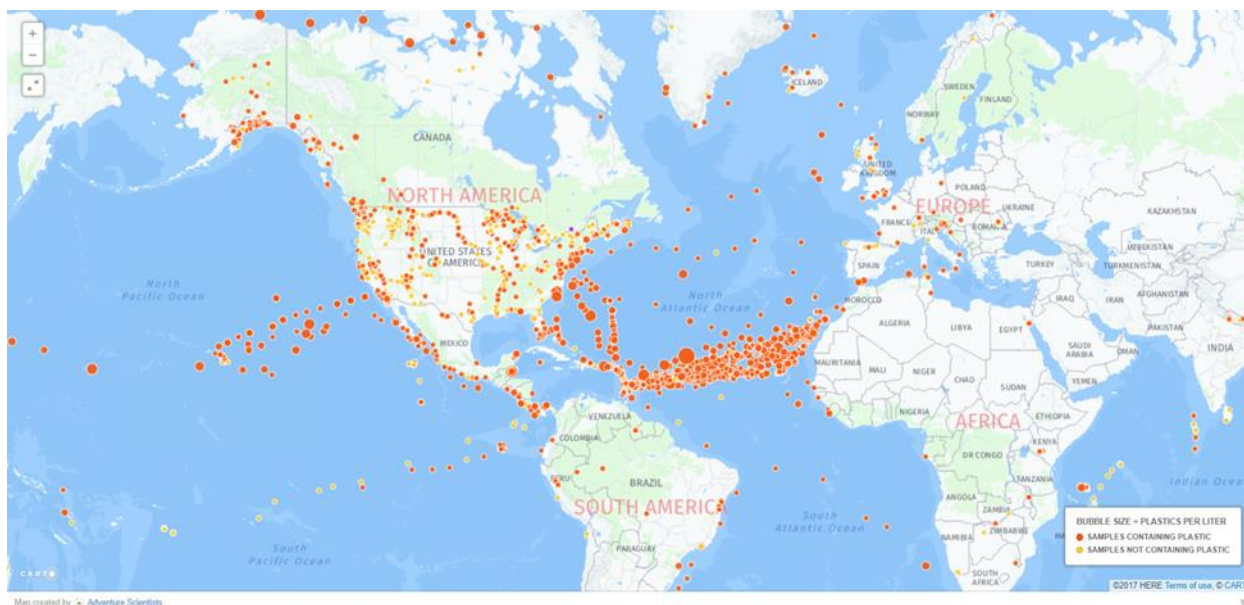 +
−
ICELAND
SWEDEN
FINLAND
NORWAY
CANADA
UNITED
KINGDOM
NORTH AMERICA
POLAND
EUROPE
UKRAINE
KAZAKHSTAN
FRANCE
ROMANIA
UNITED STATES
OF AMERICA
ITAL
SPAIN
TURKEY
UZBEKISTAN
TURKMENISTAN
North
Pacific Ocean
North
Atlantic Ocean
MOROCCO
IRAQ
IRAN
AFGHANISTAN
ALGERIA
LIBYA
EGYPT
PAKISTAN
MEXICO
SAUDI
ARABIA
OMAN
INDIA
MAURITANIA
MALI
NIGER
CHAD
SUDAN
YEMEN
VENEZUELA
NIGERIA
ETHIOPIA
AFRICA
COLOMBIA
KENYA
DR CONGO
PERU
BRAZIL
TANZANIA
Indian Ocean
SOUTH AMERICA
ANGOLA
ZAMBIA
South
Pacific Ocean
South
Atlantic Ocean
ZIMBABWE
NAMIBIA
PARAGUAY
SOUTH
AFRICA
BUBBLE SIZE = PLASTICS PER LITER
SAMPLES CONTAINING PLASTIC
SAMPLES NOT CONTAINING PLASTIC
CARTO
©2017 HERE Terms of use, © CART
Map created by Adventure Scientists